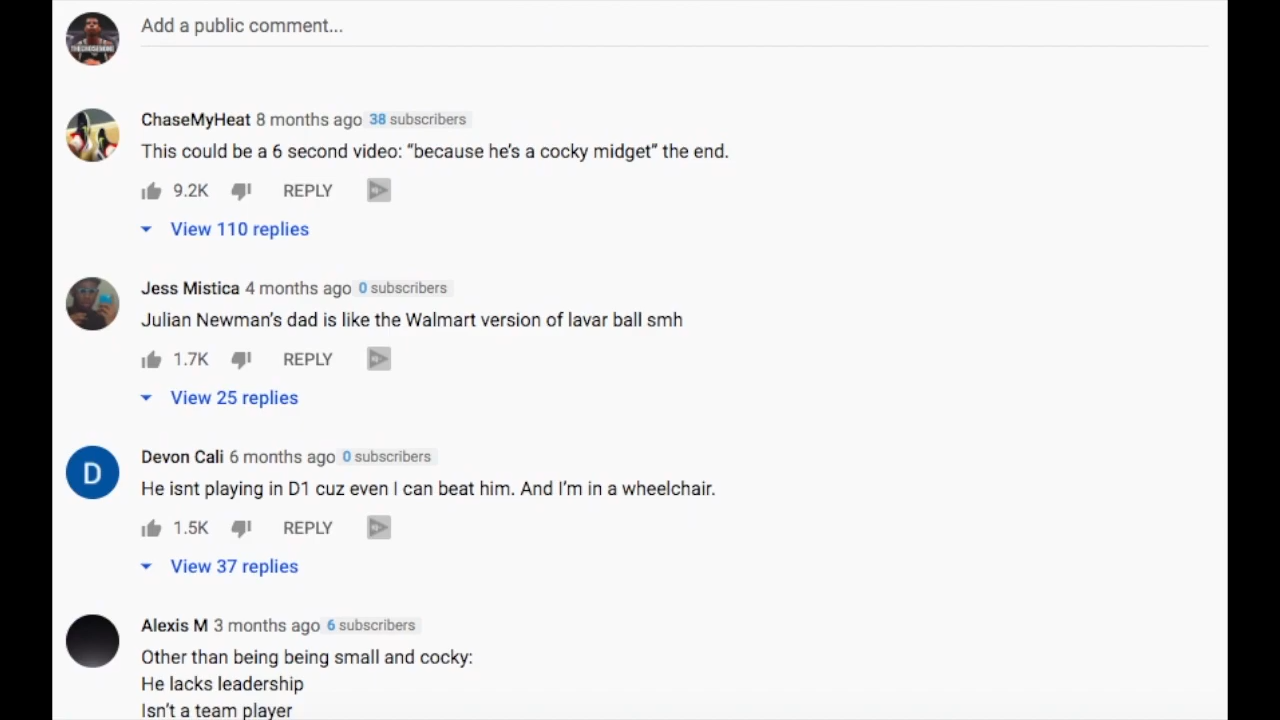 Add a public comment...
ChaseMyHeat 8 months ago 38 subscribers
This could be a 6 second video: “because he’s a cocky midget” the end.
9.2K REPLY
View 110 replies
Jess Mistica 4 months ago 0 subscribers
Julian Newman’s dad is like the Walmart version of lavar ball smh
1.7K REPLY
View 25 replies
D
Devon Cali 6 months ago 0 subscribers
He isnt playing in D1 cuz even I can beat him. And I’m in a wheelchair.
1.5K REPLY
View 37 replies
Alexis M 3 months ago 6 subscribers
Other than being being small and cocky:
He lacks leadership
Isn’t a team player